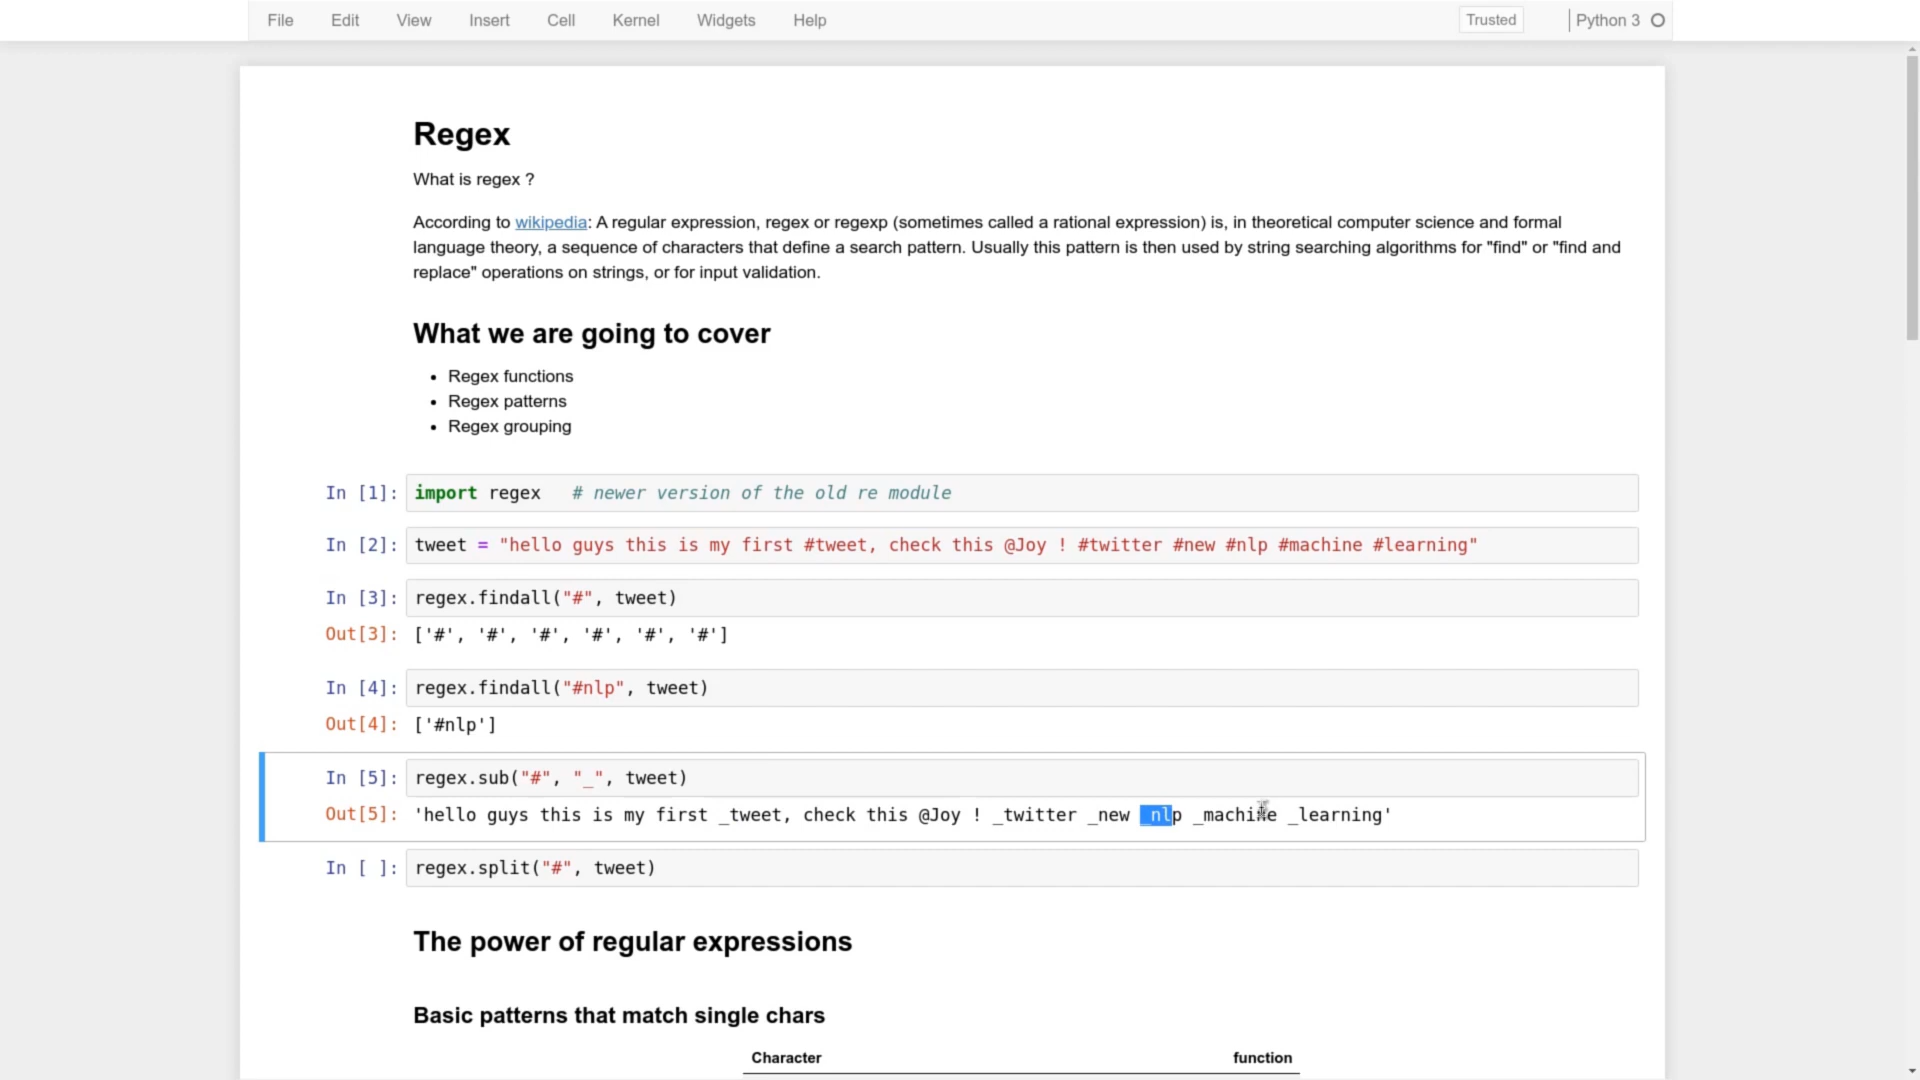 File Edit View Insert Cell Kernel Widgets Help Trusted Python 3
Regex
What is regex ?
According to wikipedia: A regular expression, regex or regexp (sometimes called a rational expression) is, in theoretical computer science and formal
language theory, a sequence of characters that define a search pattern. Usually this pattern is then used by string searching algorithms for "find" or "find and
replace" operations on strings, or for input validation.
What we are going to cover
• Regex functions
• Regex patterns
• Regex grouping
In [1]: import regex   # newer version of the old re module
In [2]: tweet = "hello guys this is my first #tweet, check this @Joy ! #twitter #new #nlp #machine #learning"
In [3]: regex.findall("#", tweet)
Out[3]: ['#', '#', '#', '#', '#', '#']
In [4]: regex.findall("#nlp", tweet)
Out[4]: ['#nlp']
In [5]: regex.sub("#", "_", tweet)
Out[5]: 'hello guys this is my first _tweet, check this @Joy ! _twitter _new _nlp _machine _learning'
In [ ]: regex.split("#", tweet)
The power of regular expressions
Basic patterns that match single chars
Character function